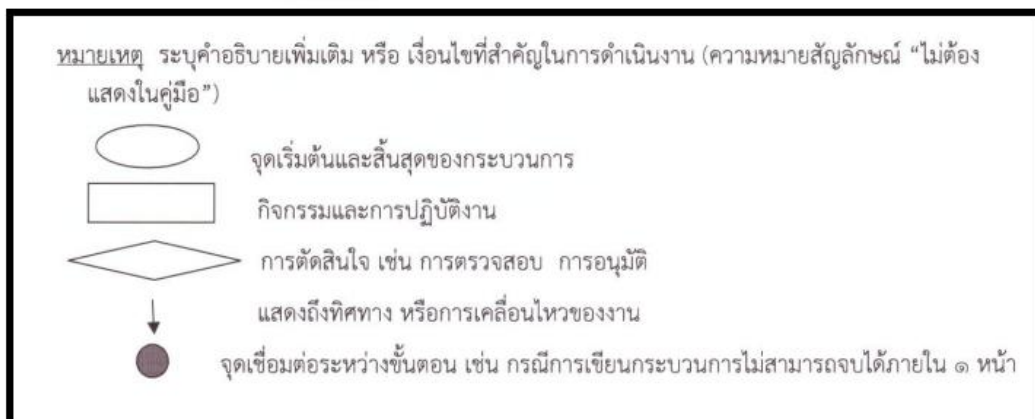 หมายเหตุ ระบุคำอธิบายเพิ่มเติม หรือ เงื่อนไขที่สำคัญในการดำเนินงาน (ความหมายสัญลักษณ์ “ไม่ต้อง
แสดงในคู่มือ”)
จุดเริ่มต้นและสิ้นสุดของกระบวนการ
กิจกรรมและการปฏิบัติงาน
การตัดสินใจ เช่น การตรวจสอบ การอนุมัติ
แสดงถึงทิศทาง หรือการเคลื่อนไหวของงาน
จุดเชื่อมต่อระหว่างขั้นตอน เช่น กรณีการเขียนกระบวนการไม่สามารถจบได้ภายใน ๑ หน้า